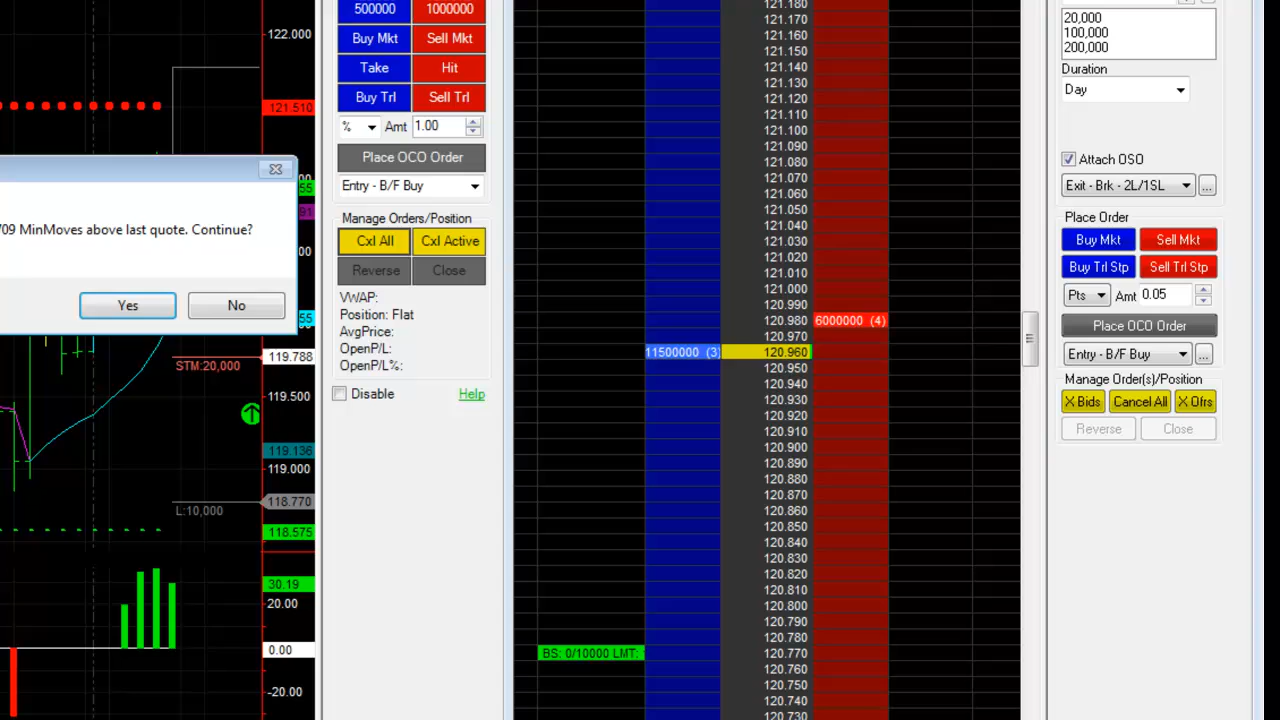 122.000
121.510
55
91
00
55
119.788
STM:20,000
119.500
119.136
119.000
118.770
L:10,000
118.575
30.19
20.00
0.00
-20.00
709 MinMoves above last quote. Continue?
Yes
No
500000
1000000
Buy Mkt
Sell Mkt
Take
Hit
Buy Trl
Sell Trl
%
Amt
1.00
Place OCO Order
Entry - B/F Buy
Manage Orders/Position
Cxl All
Cxl Active
Reverse
Close
VWAP:
Position: Flat
AvgPrice:
OpenP/L:
OpenP/L%:
Disable
Help
121.180
121.170
121.160
121.150
121.140
121.130
121.120
121.110
121.100
121.090
121.080
121.070
121.060
121.050
121.040
121.030
121.020
121.010
121.000
120.990
120.980
6000000 (4)
120.970
11500000 (3)
120.960
120.950
120.940
120.930
120.920
120.910
120.900
120.890
120.880
120.870
120.860
120.850
120.840
120.830
120.820
120.810
120.800
120.790
120.780
BS: 0/10000 LMT:
120.770
120.760
120.750
120.740
120.730
20,000
100,000
200,000
Duration
Day
Attach OSO
Exit - Brk - 2L/1SL
...
Place Order
Buy Mkt
Sell Mkt
Buy Trl Stp
Sell Trl Stp
Pts
Amt
0.05
Place OCO Order
Entry - B/F Buy
...
Manage Order(s)/Position
X Bids
Cancel All
X Ofrs
Reverse
Close